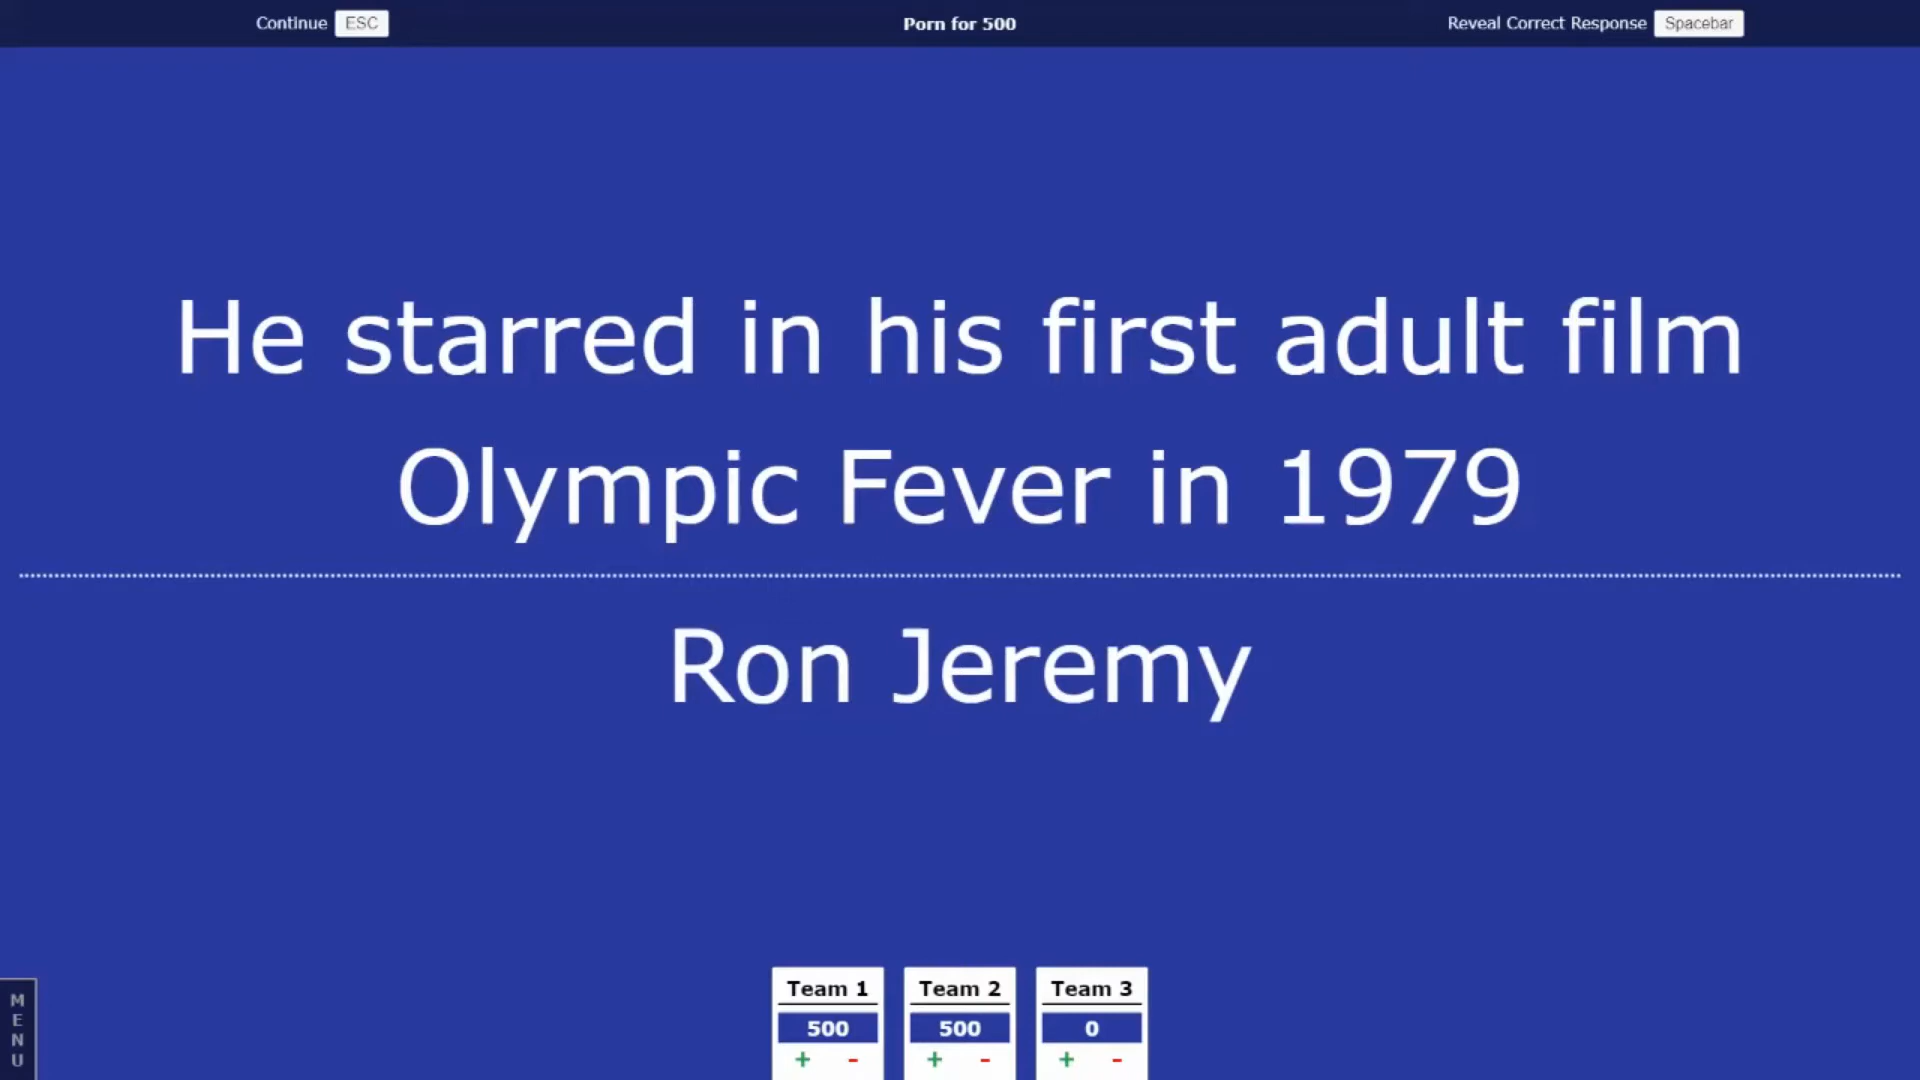 Continue ESC Porn for 500 Reveal Correct Response Spacebar
He starred in his first adult film
Olympic Fever in 1979
Ron Jeremy
MENU
Team 1 Team 2 Team 3
500 500 0
+ - + - + -